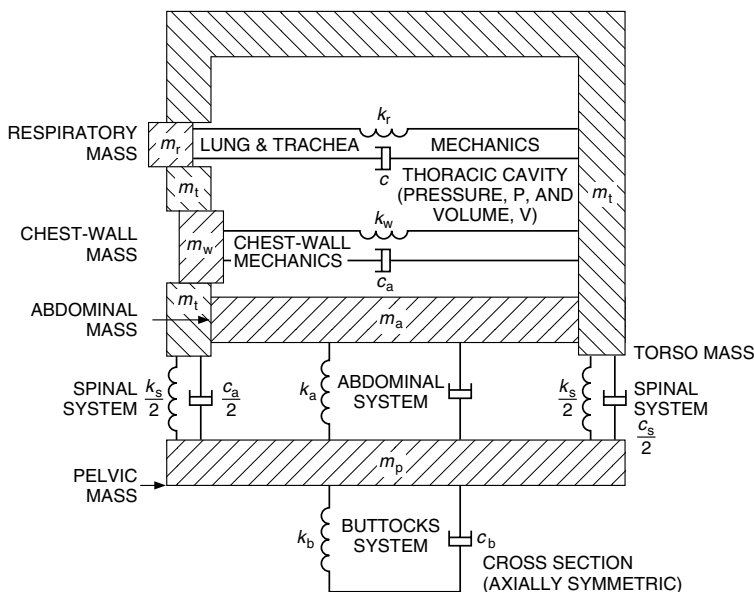 k_r
RESPIRATORY
MASS
m_r
LUNG & TRACHEA
MECHANICS
c
THORACIC CAVITY
(PRESSURE, P, AND
VOLUME, V)
m_t
m_t
k_w
CHEST-WALL
MASS
m_w
CHEST-WALL
MECHANICS
c_a
m_t
ABDOMINAL
MASS
m_a
TORSO MASS
SPINAL
SYSTEM
k_s/2
c_a/2
k_a
ABDOMINAL
SYSTEM
k_s/2
SPINAL
SYSTEM
c_s/2
m_p
PELVIC
MASS
k_b
BUTTOCKS
SYSTEM
c_b
CROSS SECTION
(AXIALLY SYMMETRIC)